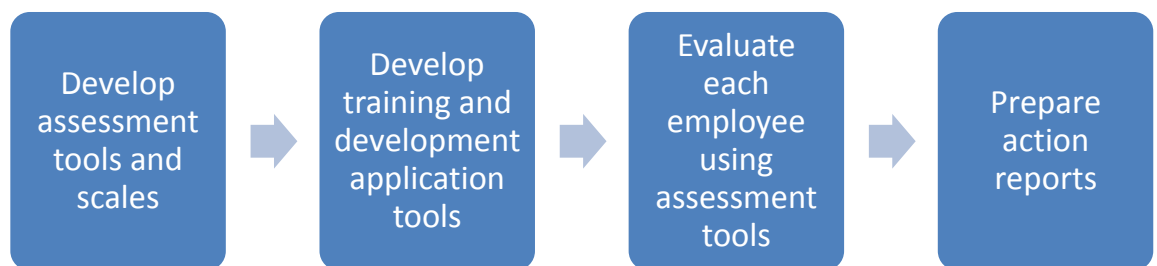 Develop
assessment
tools and
scales
Develop
training and
development
application
tools
Evaluate
each
employee
using
assessment
tools
Prepare
action
reports